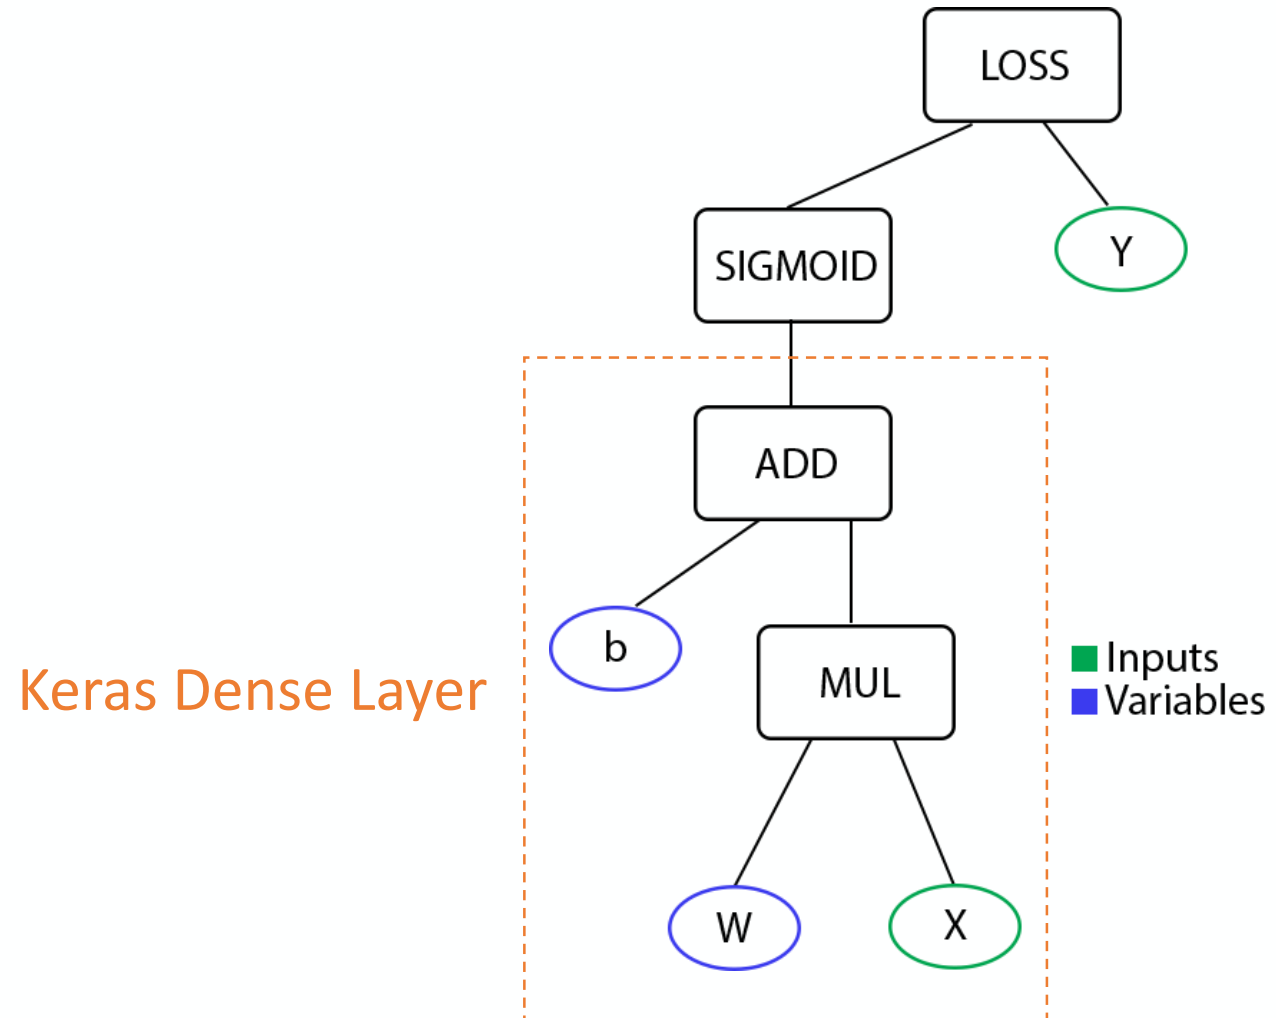 LOSS
SIGMOID
Y
ADD
b
MUL
Keras Dense Layer
Inputs
Variables
W
X